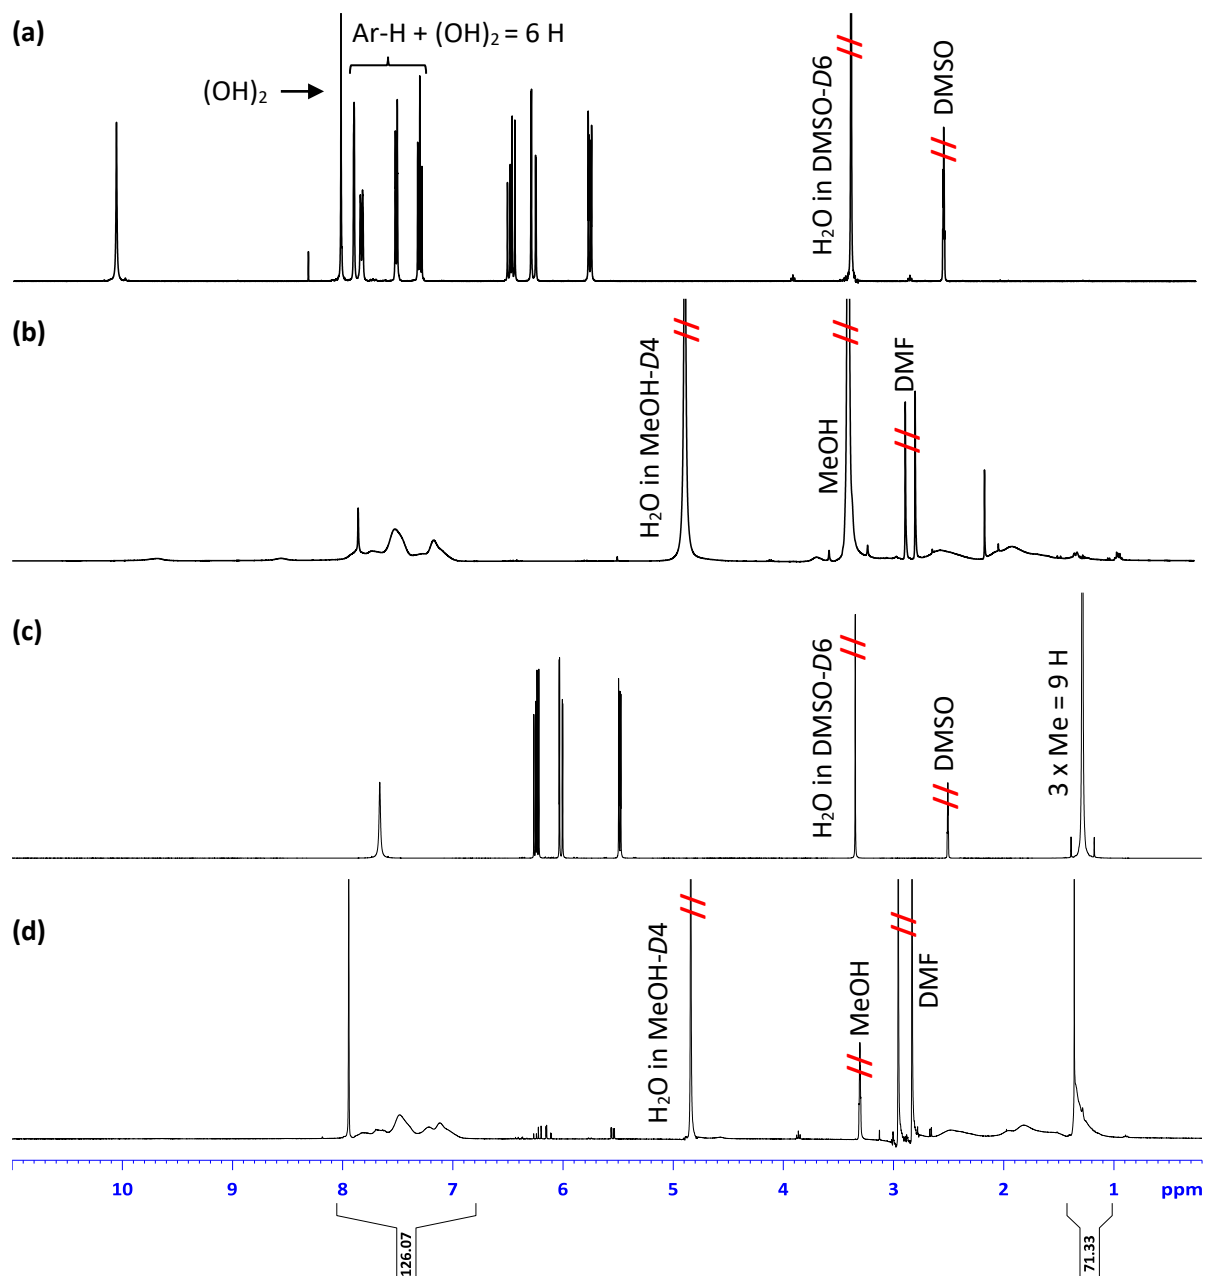 (a)
Ar-H + (OH)₂ = 6 H
(OH)₂
H₂O in DMSO-D6
DMSO
(b)
H₂O in MeOH-D4
MeOH
DMF
(c)
H₂O in DMSO-D6
DMSO
3 x Me = 9 H
(d)
H₂O in MeOH-D4
MeOH
DMF
10 9 8 7 6 5 4 3 2 1 ppm
126.07
71.33